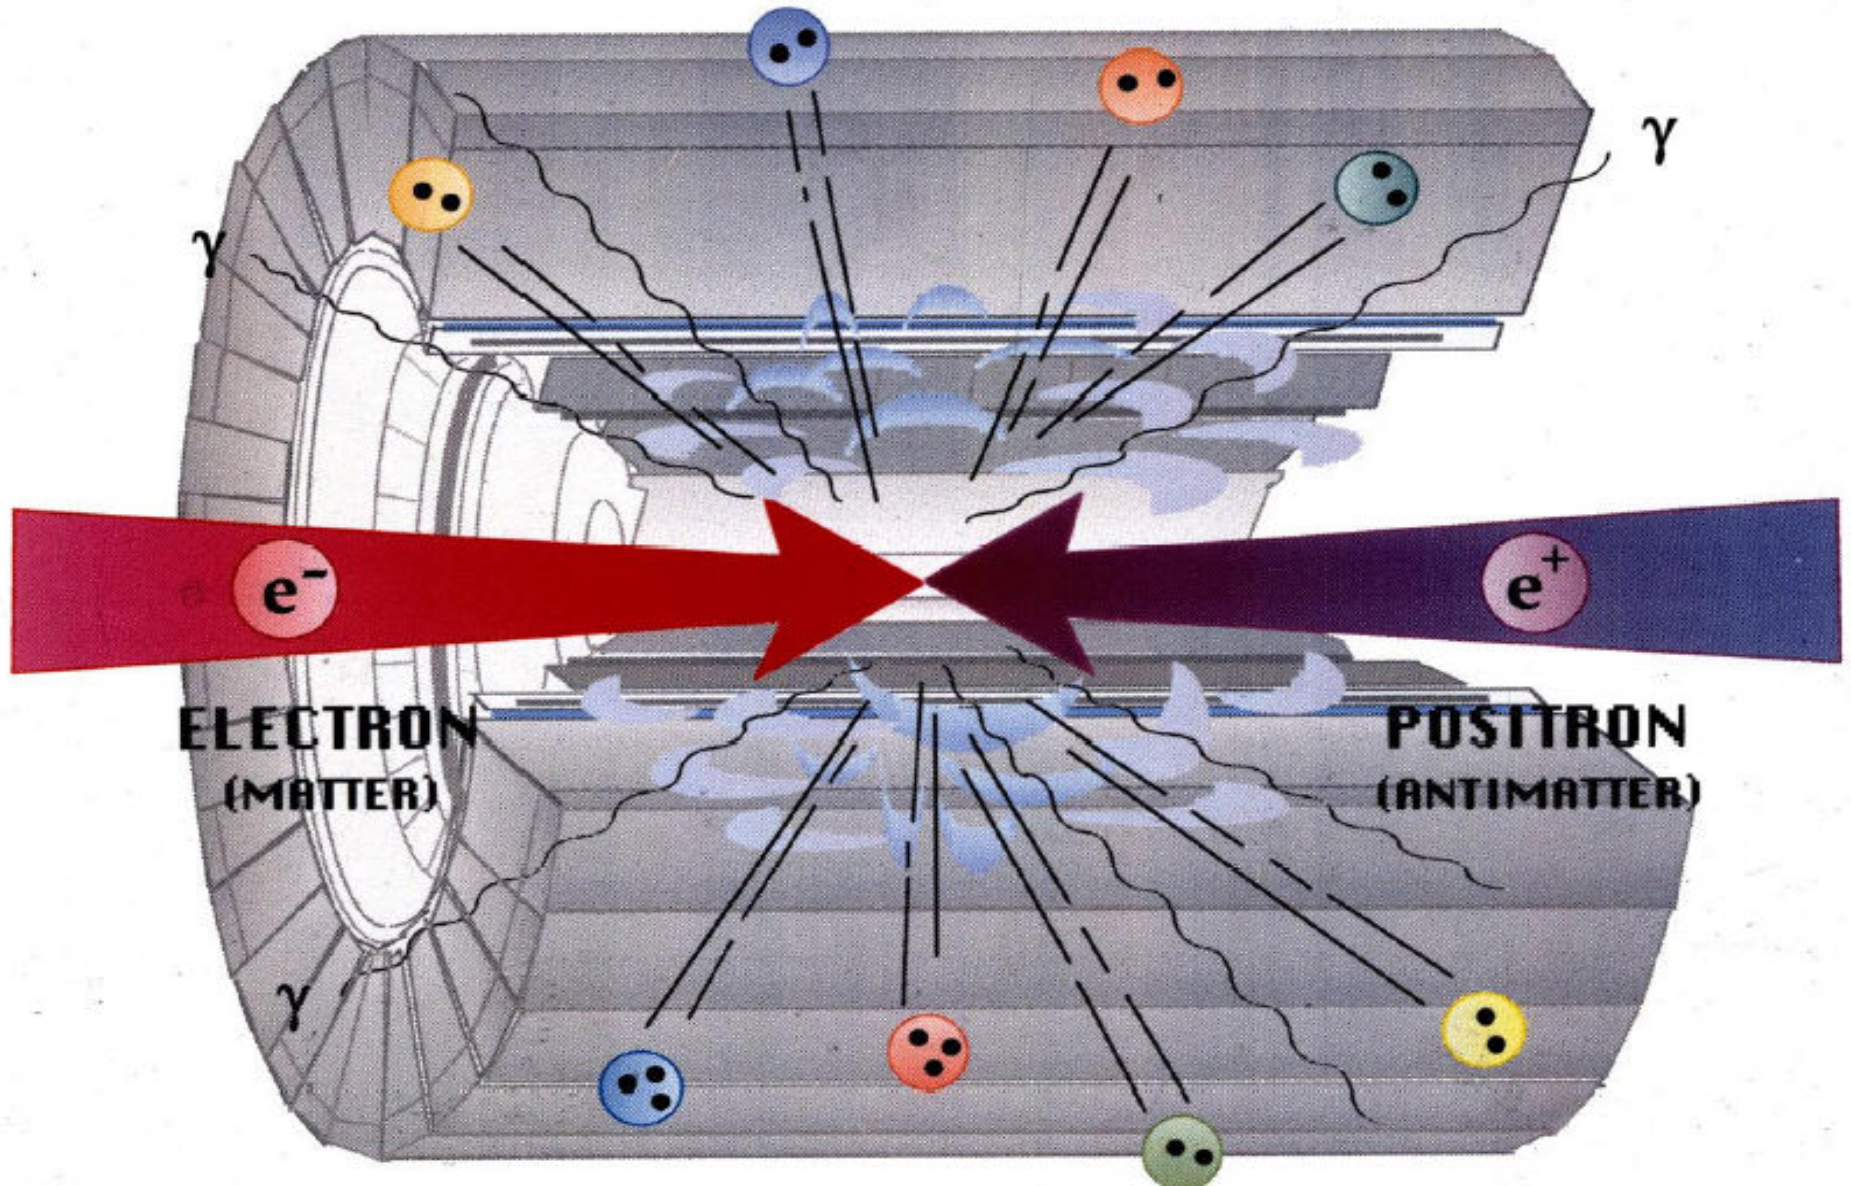 γ
γ
e⁻
e⁺
ELECTRON
(MATTER)
POSITRON
(ANTIMATTER)
γ